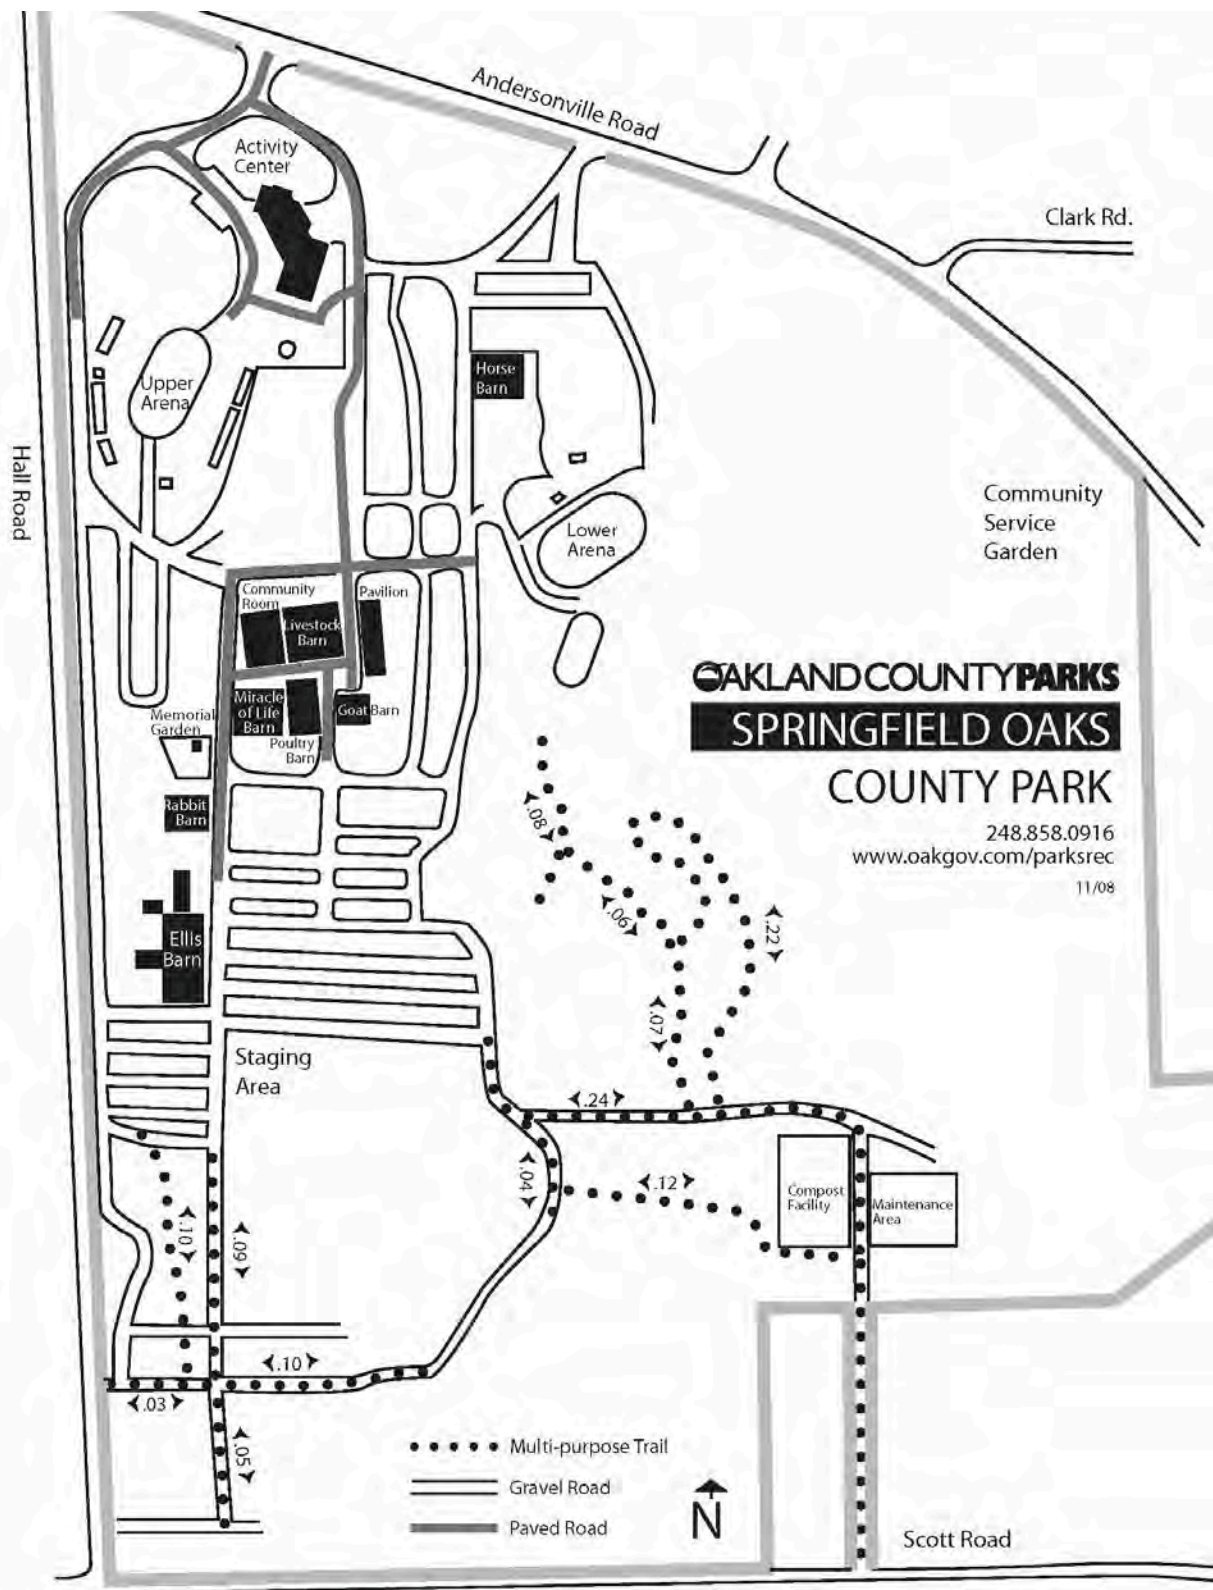 Andersonville Road
Activity
Center
Clark Rd.
Horse
Barn
Upper
Arena
Hall Road
Lower
Arena
Community
Service
Garden
Community
Room
Pavilion
Livestock
Barn
Miracle
of Life
Barn
Goat Barn
Poultry
Barn
Memorial
Garden
Rabbit
Barn
OAKLAND COUNTY PARKS
SPRINGFIELD OAKS
COUNTY PARK
248.858.0916
www.oakgov.com/parksrec
11/08
.08
.06
.22
.07
Ellis
Barn
Staging
Area
.24
.04
.12
Compost
Facility
Maintenance
Area
.10
.09
.10
.03
.05
Multi-purpose Trail
Gravel Road
Paved Road
N
Scott Road